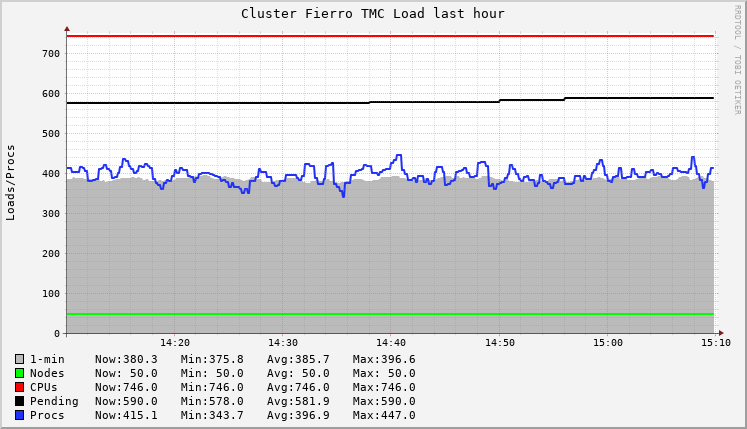 Cluster Fierro TMC Load last hour
RRDTOOL / TOBI OETIKER
Loads/Procs
700
600
500
400
300
200
100
0
14:20 14:30 14:40 14:50 15:00 15:10
1-min Now:380.3 Min:375.8 Avg:385.7 Max:396.6
Nodes Now: 50.0 Min: 50.0 Avg: 50.0 Max: 50.0
CPUs Now:746.0 Min:746.0 Avg:746.0 Max:746.0
Pending Now:590.0 Min:578.0 Avg:581.9 Max:590.0
Procs Now:415.1 Min:343.7 Avg:396.9 Max:447.0